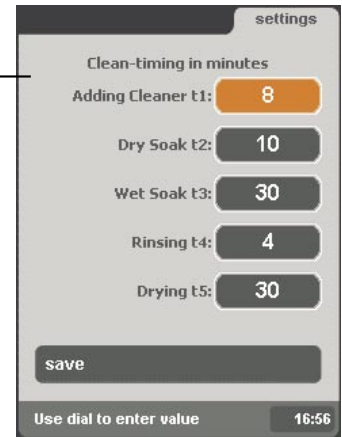 settings
Clean-timing in minutes
Adding Cleaner t1: 8
Dry Soak t2: 10
Wet Soak t3: 30
Rinsing t4: 4
Drying t5: 30
save
Use dial to enter value 16:56